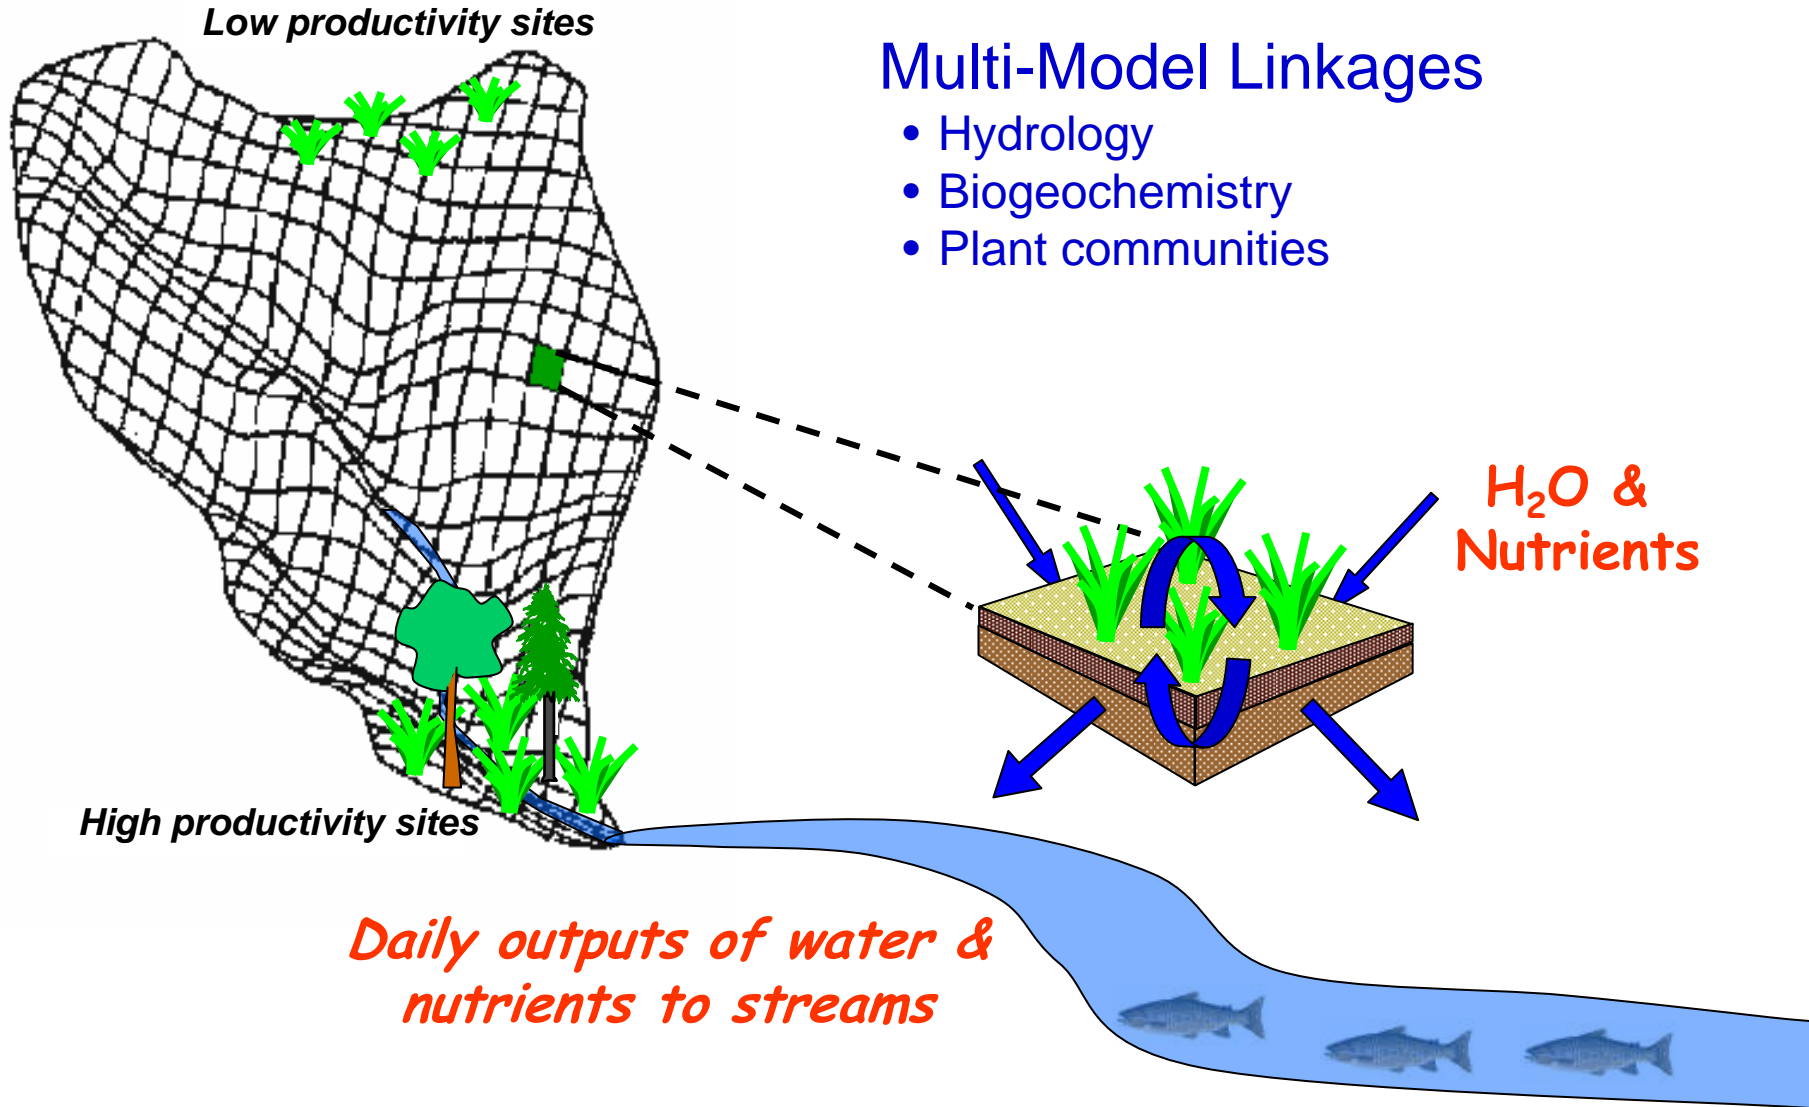 Low productivity sites
Multi-Model Linkages
• Hydrology
• Biogeochemistry
• Plant communities
H₂O &
Nutrients
High productivity sites
Daily outputs of water &
nutrients to streams